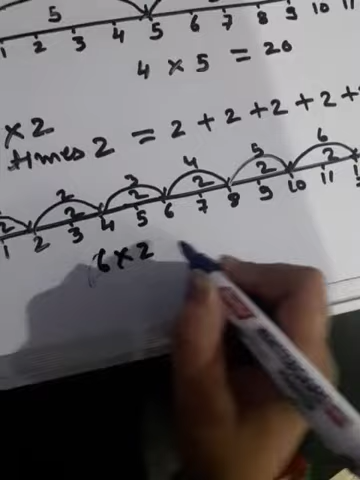 5
1 2 3 4 5 6 7 8 9 10 11
4 × 5 = 20
× 2
times 2 = 2 + 2 + 2 + 2 +
2 3 4 5 6
2 2 2 2 2 2
1 2 3 4 5 6 7 8 9 10 11
6 × 2